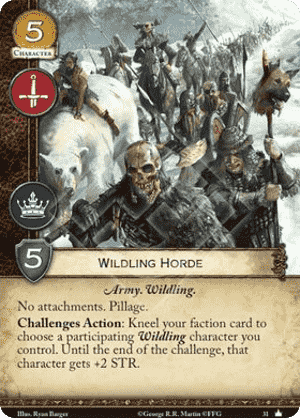 5
CHARACTER
5
WILDLING HORDE
Army. Wildling.
No attachments. Pillage.
Challenges Action: Kneel your faction card to
choose a participating Wildling character you
control. Until the end of the challenge, that
character gets +2 STR.
Illus. Ryan Barger ©George R.R. Martin ©FFG 31